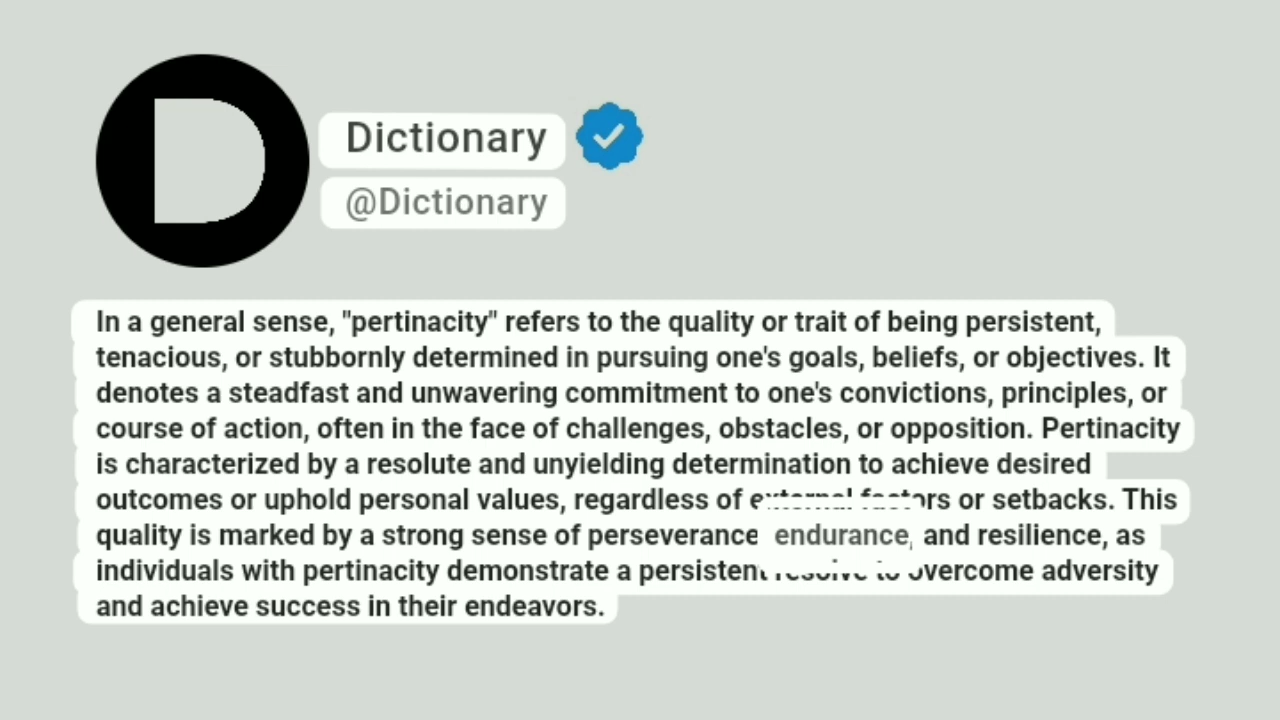 D
Dictionary
@Dictionary
In a general sense, "pertinacity" refers to the quality or trait of being persistent,
tenacious, or stubbornly determined in pursuing one's goals, beliefs, or objectives. It
denotes a steadfast and unwavering commitment to one's convictions, principles, or
course of action, often in the face of challenges, obstacles, or opposition. Pertinacity
is characterized by a resolute and unyielding determination to achieve desired
outcomes or uphold personal values, regardless of external factors or setbacks. This
quality is marked by a strong sense of perseverance endurance, and resilience, as
individuals with pertinacity demonstrate a persistent resolve to overcome adversity
and achieve success in their endeavors.